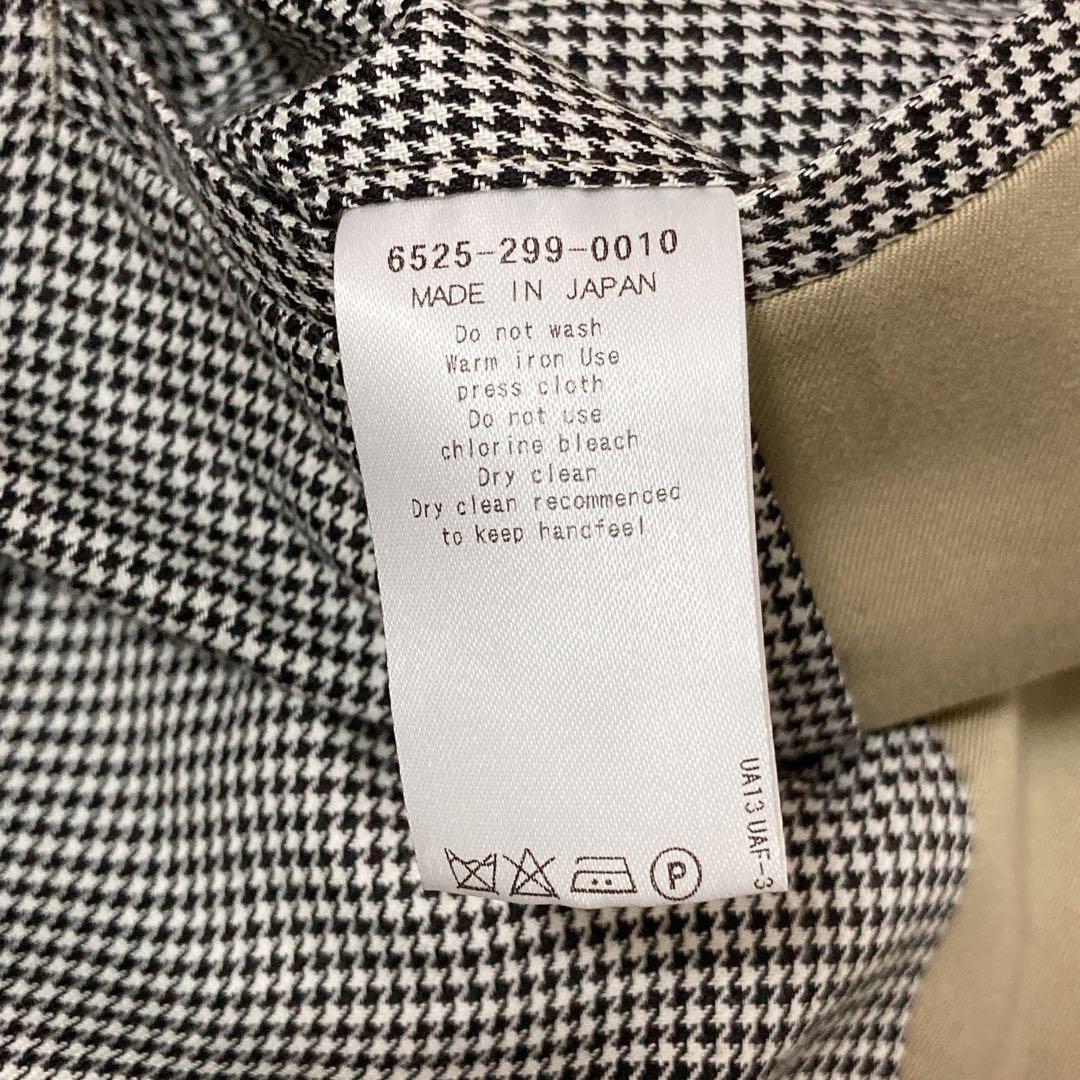 6525-299-0010
MADE IN JAPAN
Do not wash
Warm iron Use
press cloth
Do not use
chlorine bleach
Dry clean
Dry clean recommended
to keep handfeel
UA13 UAF-3
P